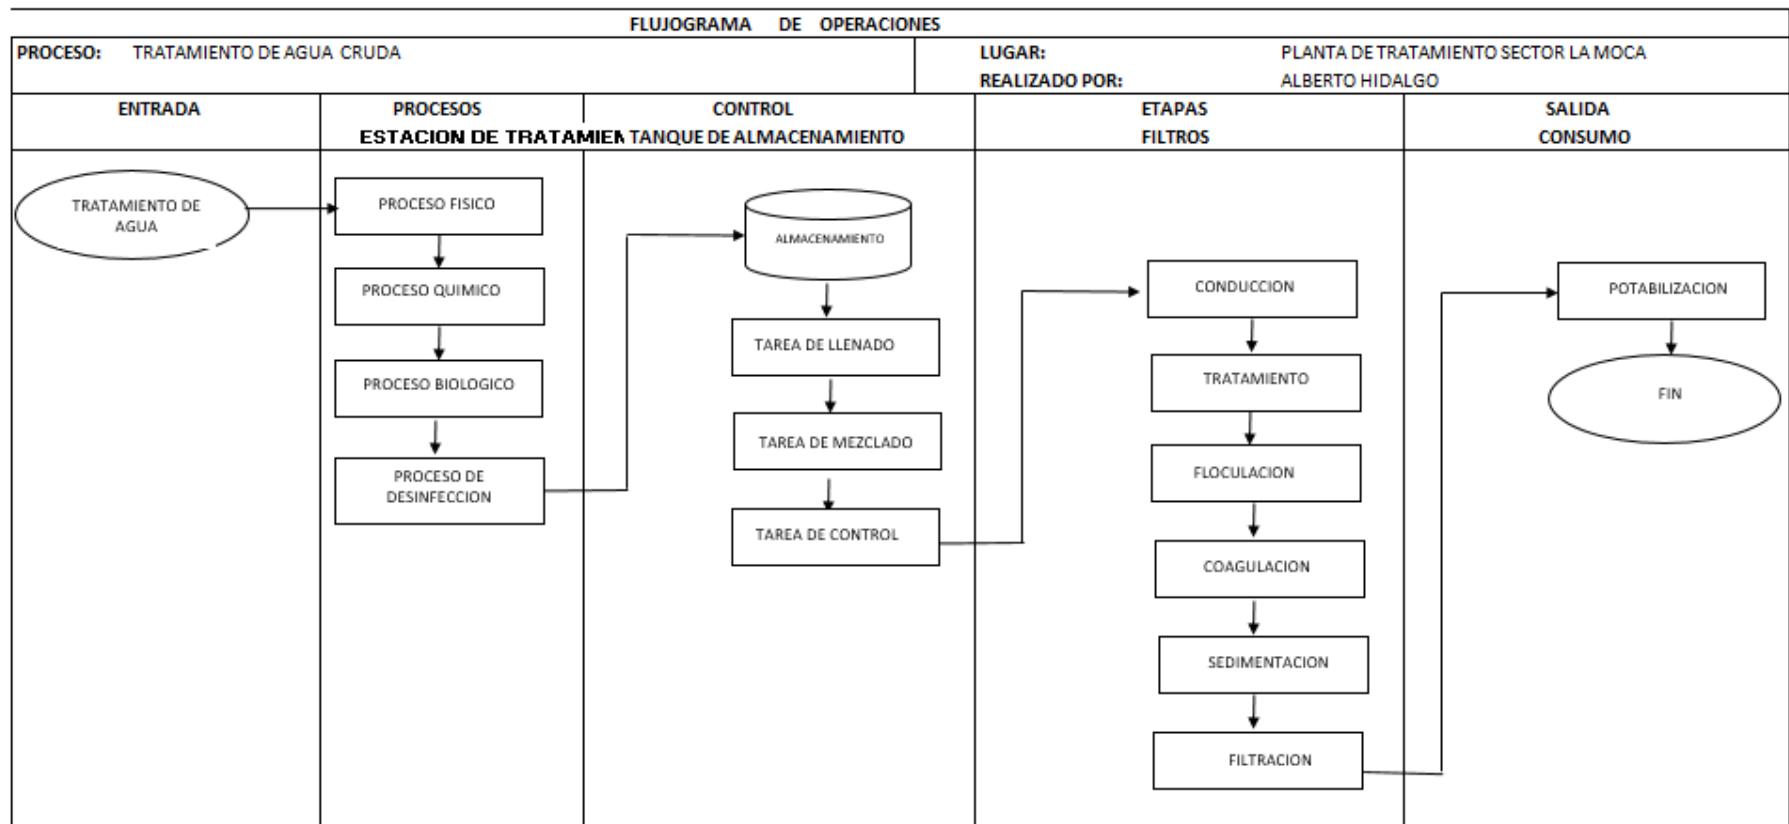 FLUJOGRAMA DE OPERACIONES
PROCESO: TRATAMIENTO DE AGUA CRUDA
LUGAR: PLANTA DE TRATAMIENTO SECTOR LA MOCA
REALIZADO POR: ALBERTO HIDALGO
ENTRADA
PROCESOS
CONTROL
ETAPAS
SALIDA
ESTACION DE TRATAMIEN
TANQUE DE ALMACENAMIENTO
FILTROS
CONSUMO
TRATAMIENTO DE
AGUA
PROCESO FISICO
PROCESO QUIMICO
PROCESO BIOLOGICO
PROCESO DE
DESINFECCION
ALMACENAMIENTO
TAREA DE LLENADO
TAREA DE MEZCLADO
TAREA DE CONTROL
CONDUCCION
TRATAMIENTO
FLOCULACION
COAGULACION
SEDIMENTACION
FILTRACION
POTABILIZACION
FIN